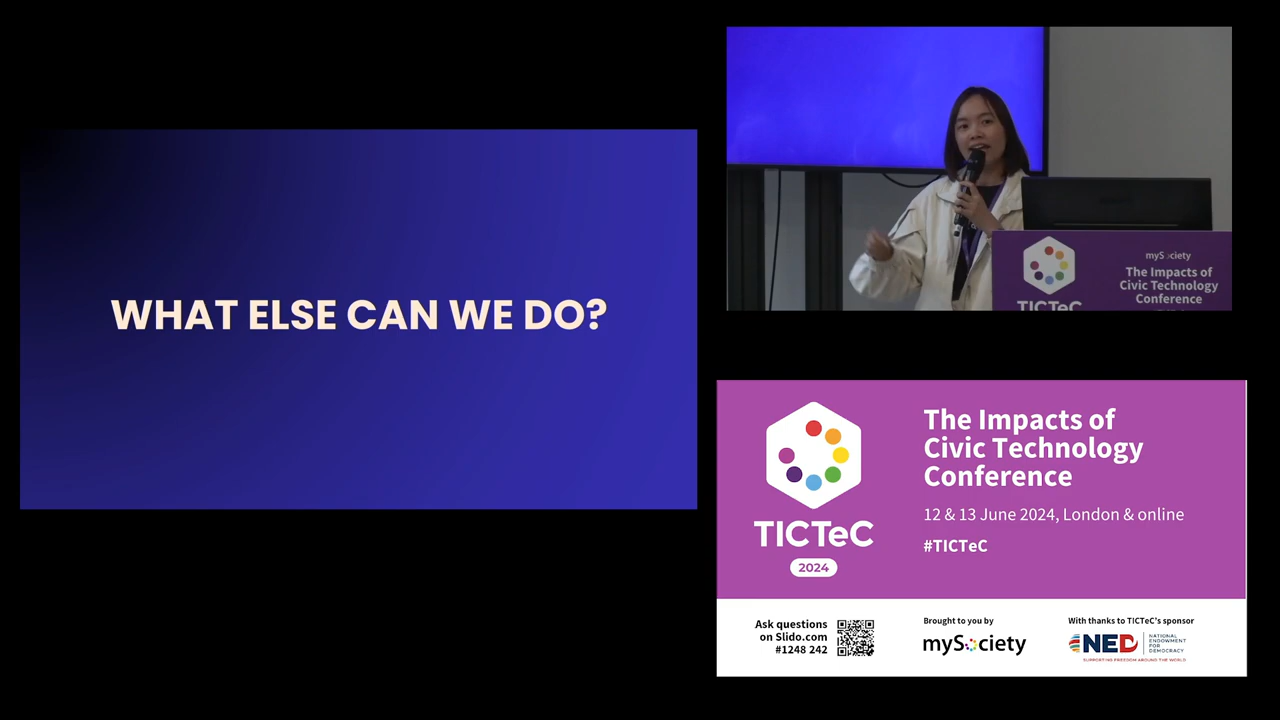 WHAT ELSE CAN WE DO?
mySociety
The Impacts of
Civic Technology
Conference
TICTeC
The Impacts of
Civic Technology
Conference
12 & 13 June 2024, London & online
#TICTeC
TICTeC
2024
Ask questions
on Slido.com
#1248 242
Brought to you by
mySociety
With thanks to TICTeC's sponsor
NED
NATIONAL
ENDOWMENT
FOR
DEMOCRACY
SUPPORTING FREEDOM AROUND THE WORLD